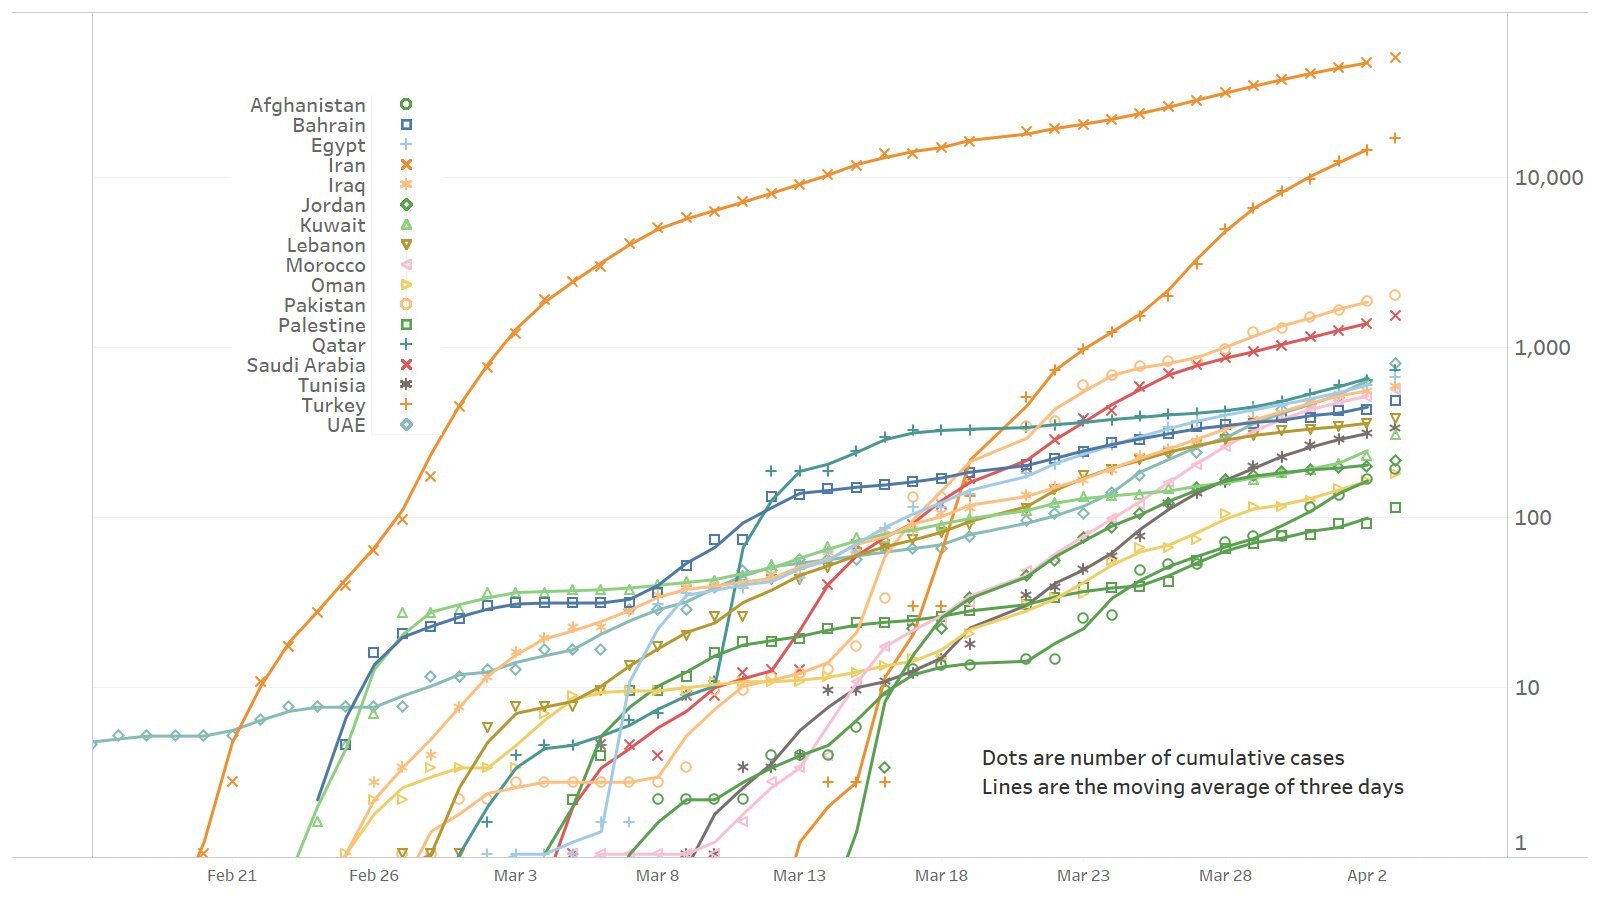 Afghanistan
Bahrain
Egypt
Iran
Iraq
Jordan
Kuwait
Lebanon
Morocco
Oman
Pakistan
Palestine
Qatar
Saudi Arabia
Tunisia
Turkey
UAE
10,000
1,000
100
10
1
Dots are number of cumulative cases
Lines are the moving average of three days
Feb 21 Feb 26 Mar 3 Mar 8 Mar 13 Mar 18 Mar 23 Mar 28 Apr 2